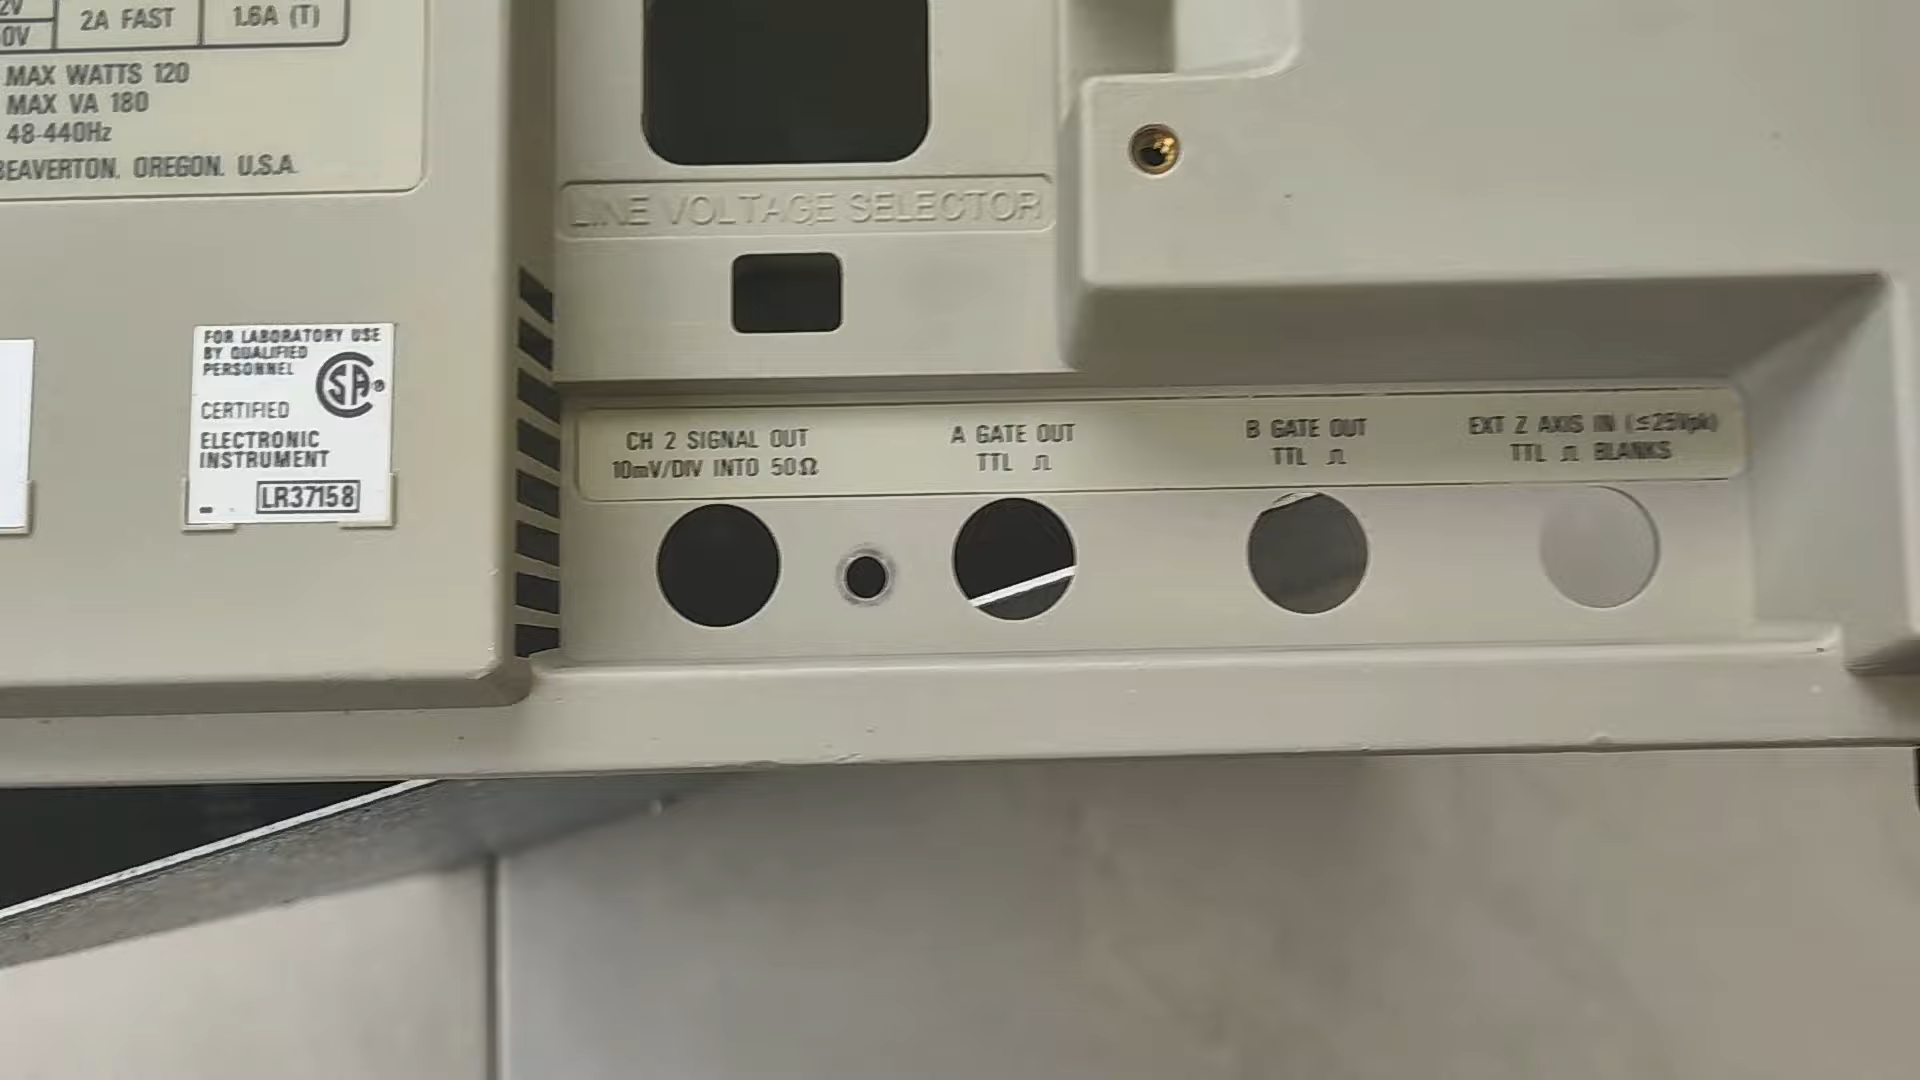 2A FAST
1.6A (T)
MAX WATTS 120
MAX VA 180
48-440Hz
BEAVERTON, OREGON, U.S.A.
LINE VOLTAGE SELECTOR
FOR LABORATORY USE
BY QUALIFIED
PERSONNEL
SA®
CERTIFIED
ELECTRONIC
INSTRUMENT
LR37158
CH 2 SIGNAL OUT
10mV/DIV INTO 50Ω
A GATE OUT
TTL ⎍
B GATE OUT
TTL ⎍
EXT Z AXIS IN (≤25Vpk)
TTL ⎍ BLANKS